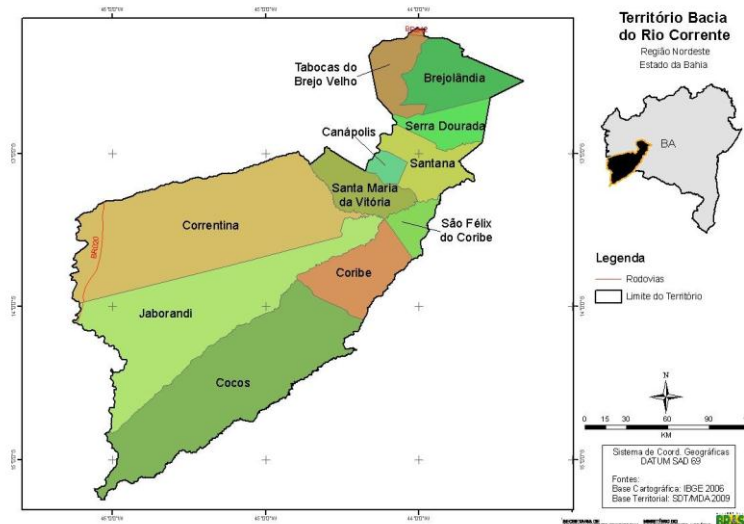 Território Bacia
do Rio Corrente
Região Nordeste
Estado da Bahia
BA
Tabocas do
Brejo Velho
Brejolândia
Serra Dourada
Canápolis
Santana
Santa Maria
da Vitória
Correntina
São Félix
do Coribe
BR020
Coribe
Jaborandi
Cocos
Legenda
Rodovias
Limite do Território
N
0 15 30 60 90
KM
Sistema de Coord. Geográficas
DATUM SAD 69
Fontes:
Base Cartográfica: IBGE 2006
Base Territorial: SDT/MDA2009